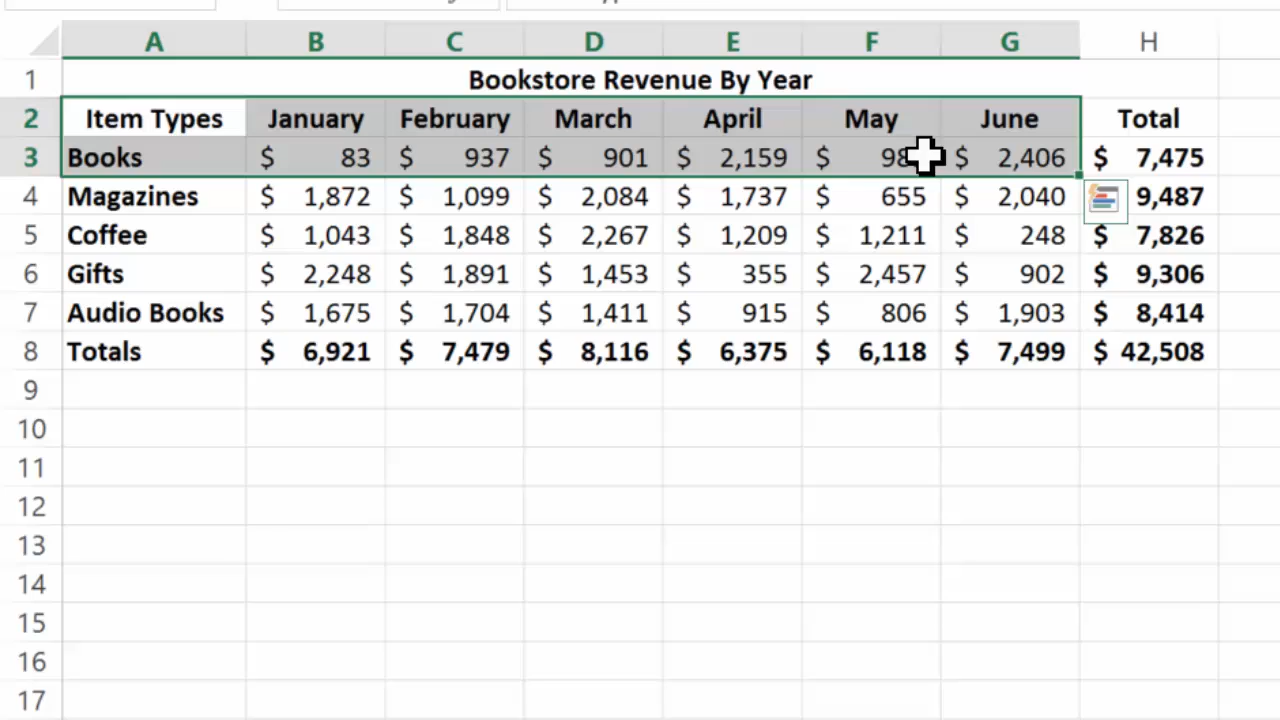 A B C D E F G H
1 Bookstore Revenue By Year
2 Item Types January February March April May June Total
3 Books $ 83 $ 937 $ 901 $ 2,159 $ $ 2,406 $ 7,475
4 Magazines $ 1,872 $ 1,099 $ 2,084 $ 1,737 $ 655 $ 2,040 9,487
5 Coffee $ 1,043 $ 1,848 $ 2,267 $ 1,209 $ 1,211 $ 248 $ 7,826
6 Gifts $ 2,248 $ 1,891 $ 1,453 $ 355 $ 2,457 $ 902 $ 9,306
7 Audio Books $ 1,675 $ 1,704 $ 1,411 $ 915 $ 806 $ 1,903 $ 8,414
8 Totals $ 6,921 $ 7,479 $ 8,116 $ 6,375 $ 6,118 $ 7,499 $ 42,508
9
10
11
12
13
14
15
16
17